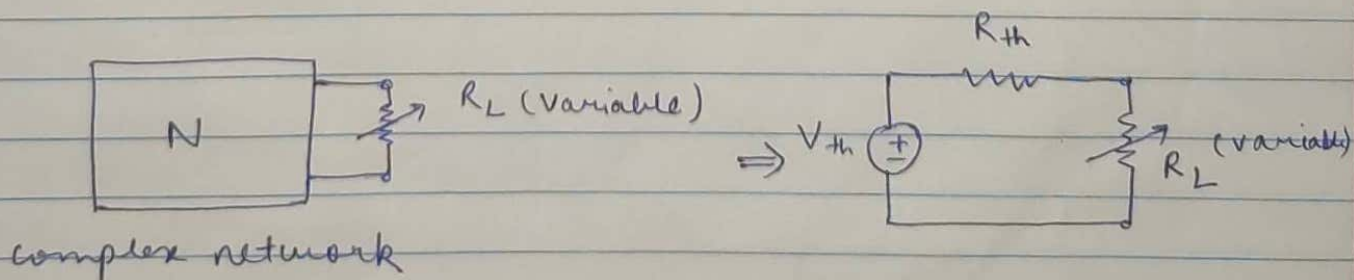 R_th
N
R_L (Variable)
⇒ V_th
+
-
R_L (variable)
complex network